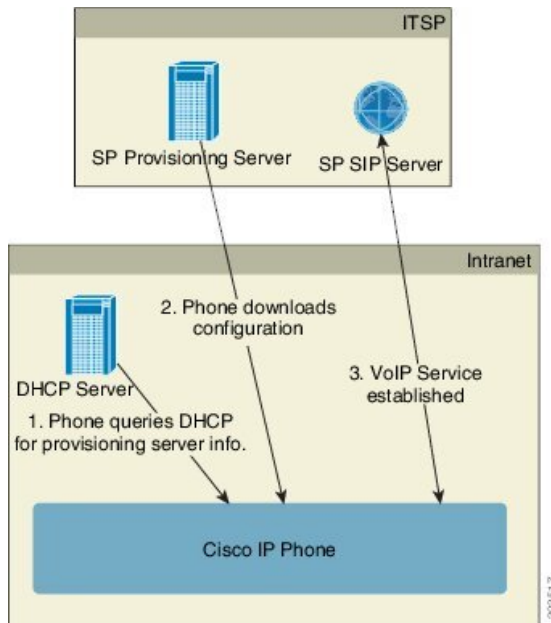 ITSP
SP Provisioning Server
SP SIP Server
Intranet
2. Phone downloads
configuration
DHCP Server
3. VoIP Service
established
1. Phone queries DHCP
for provisioning server info.
Cisco IP Phone